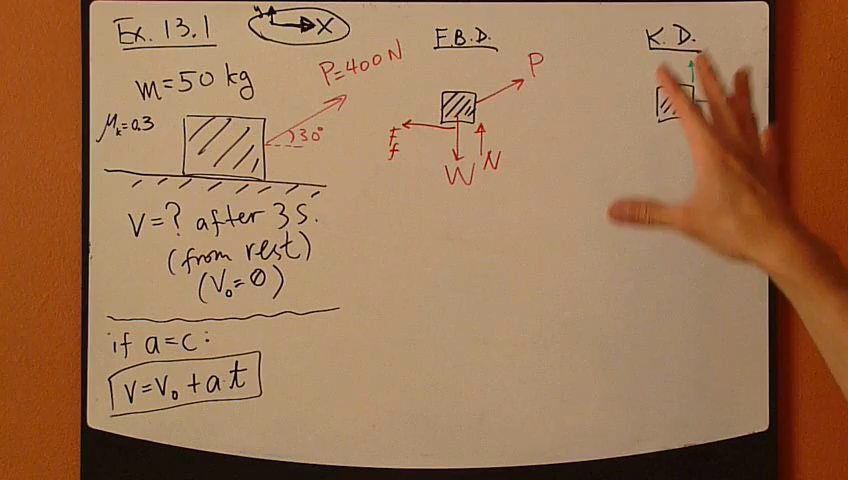 Ex. 13.1
y
x
m=50 kg
P=400 N
μk=0.3
30°
V=? after 3 s.
(from rest)
(V₀=0)
if a=c:
V=V₀+a.t
F.B.D.
P
Ff
W
N
K.D.